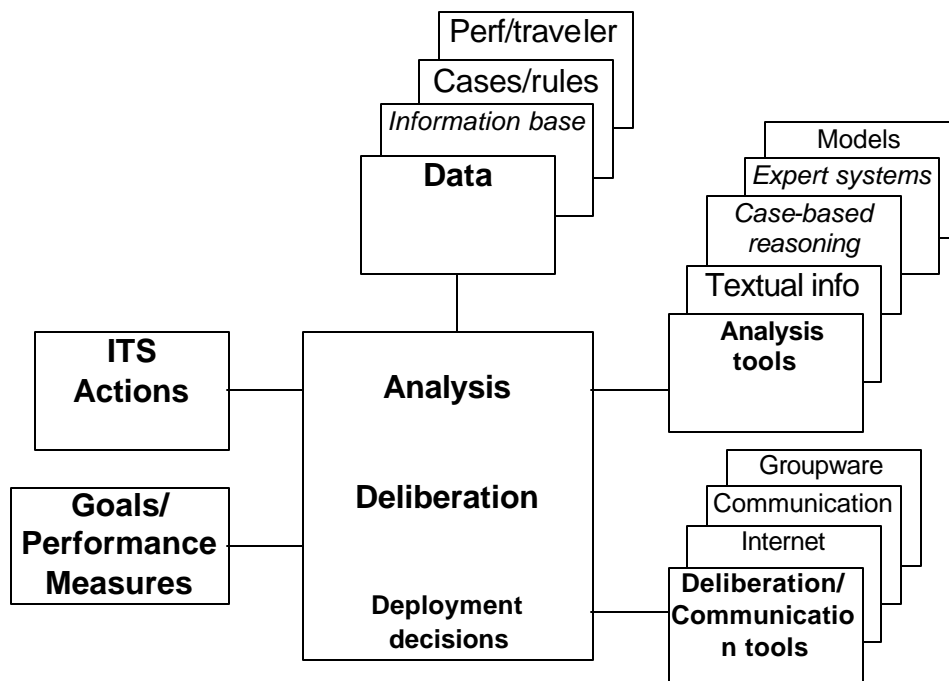 Perf/traveler
Cases/rules
Information base
Data
Models
Expert systems
Case-based
reasoning
Textual info
Analysis
tools
ITS
Actions
Analysis
Deliberation
Deployment
decisions
Goals/
Performance
Measures
Groupware
Communication
Internet
Deliberation/
Communicatio
n tools